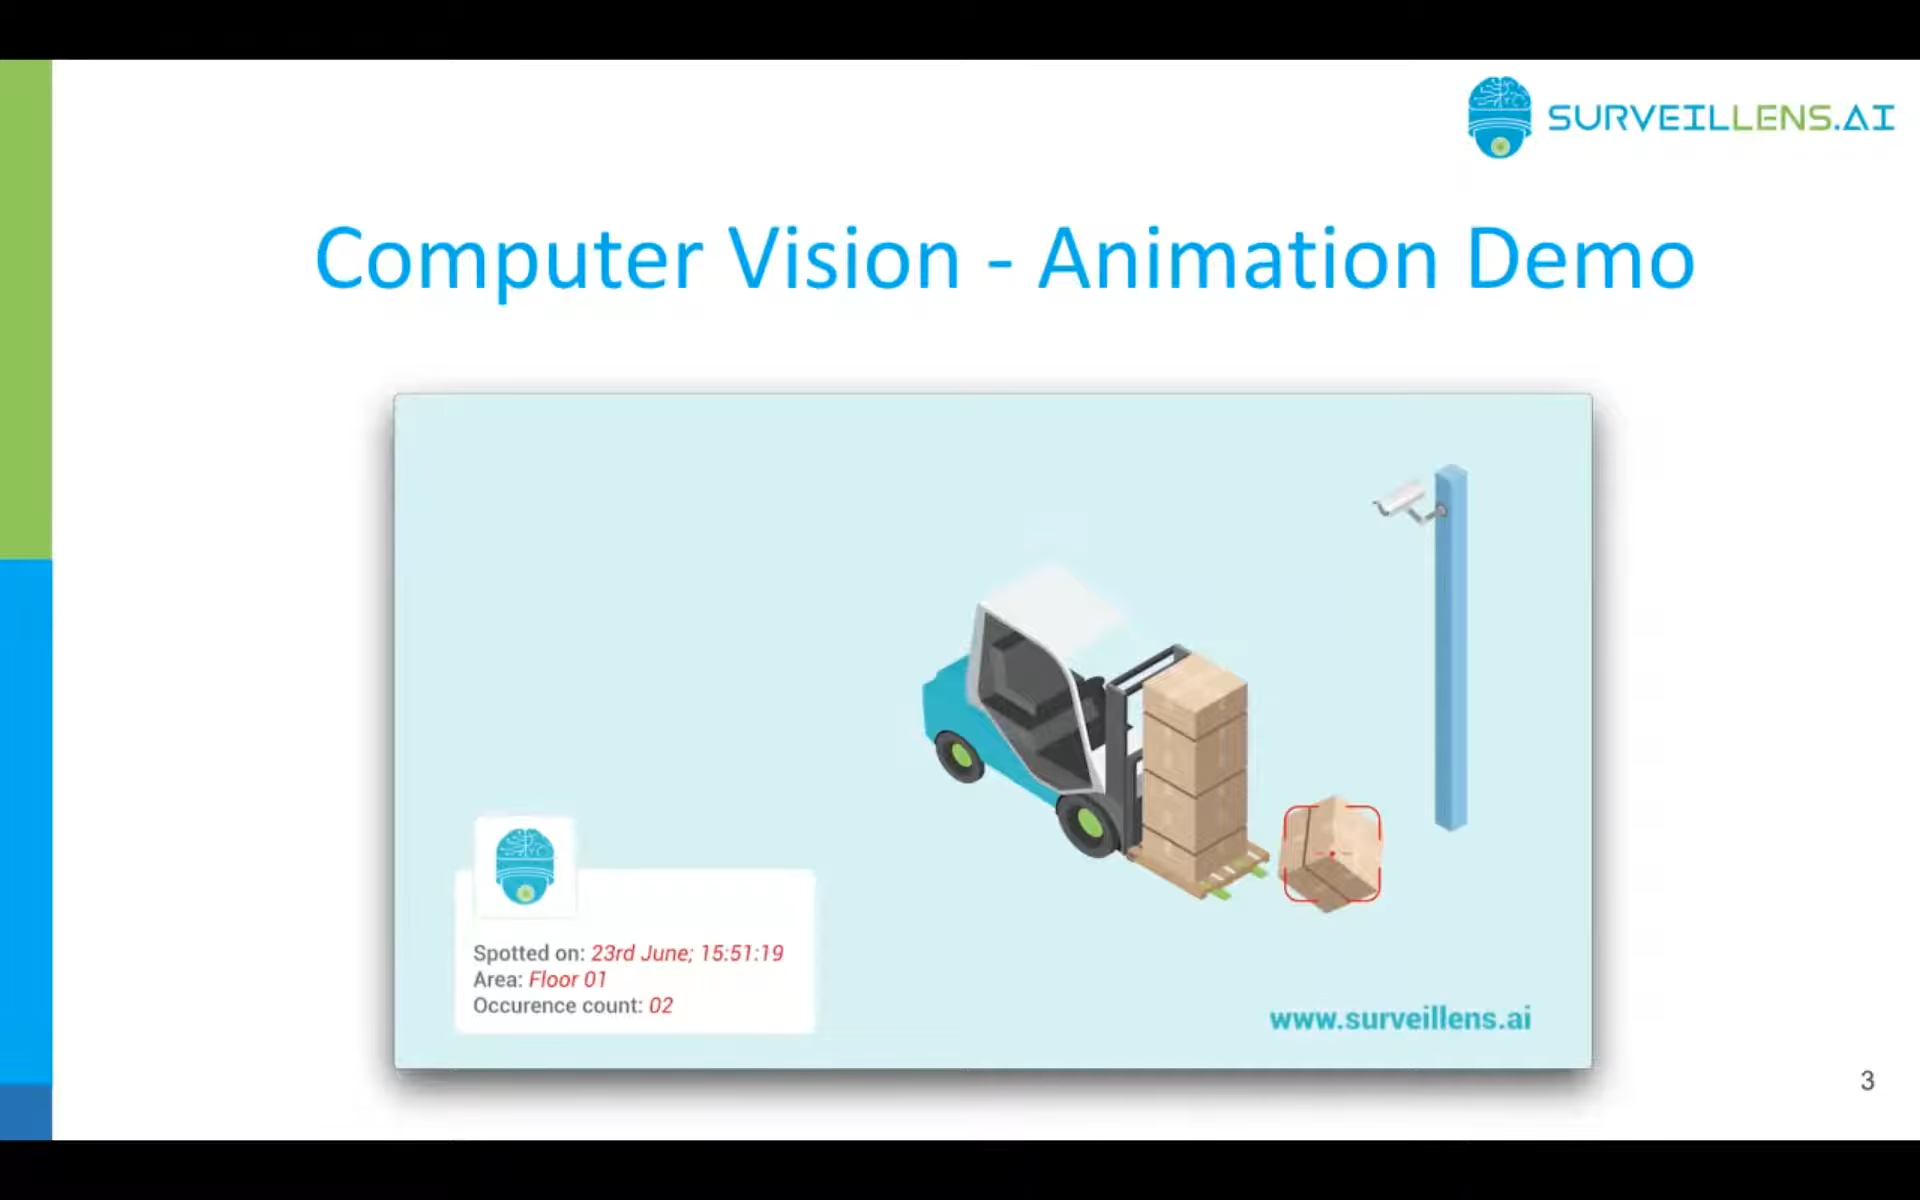 SURVEILLENS.AI
Computer Vision - Animation Demo
Spotted on: 23rd June; 15:51:19
Area: Floor 01
Occurence count: 02
www.surveillens.ai
3